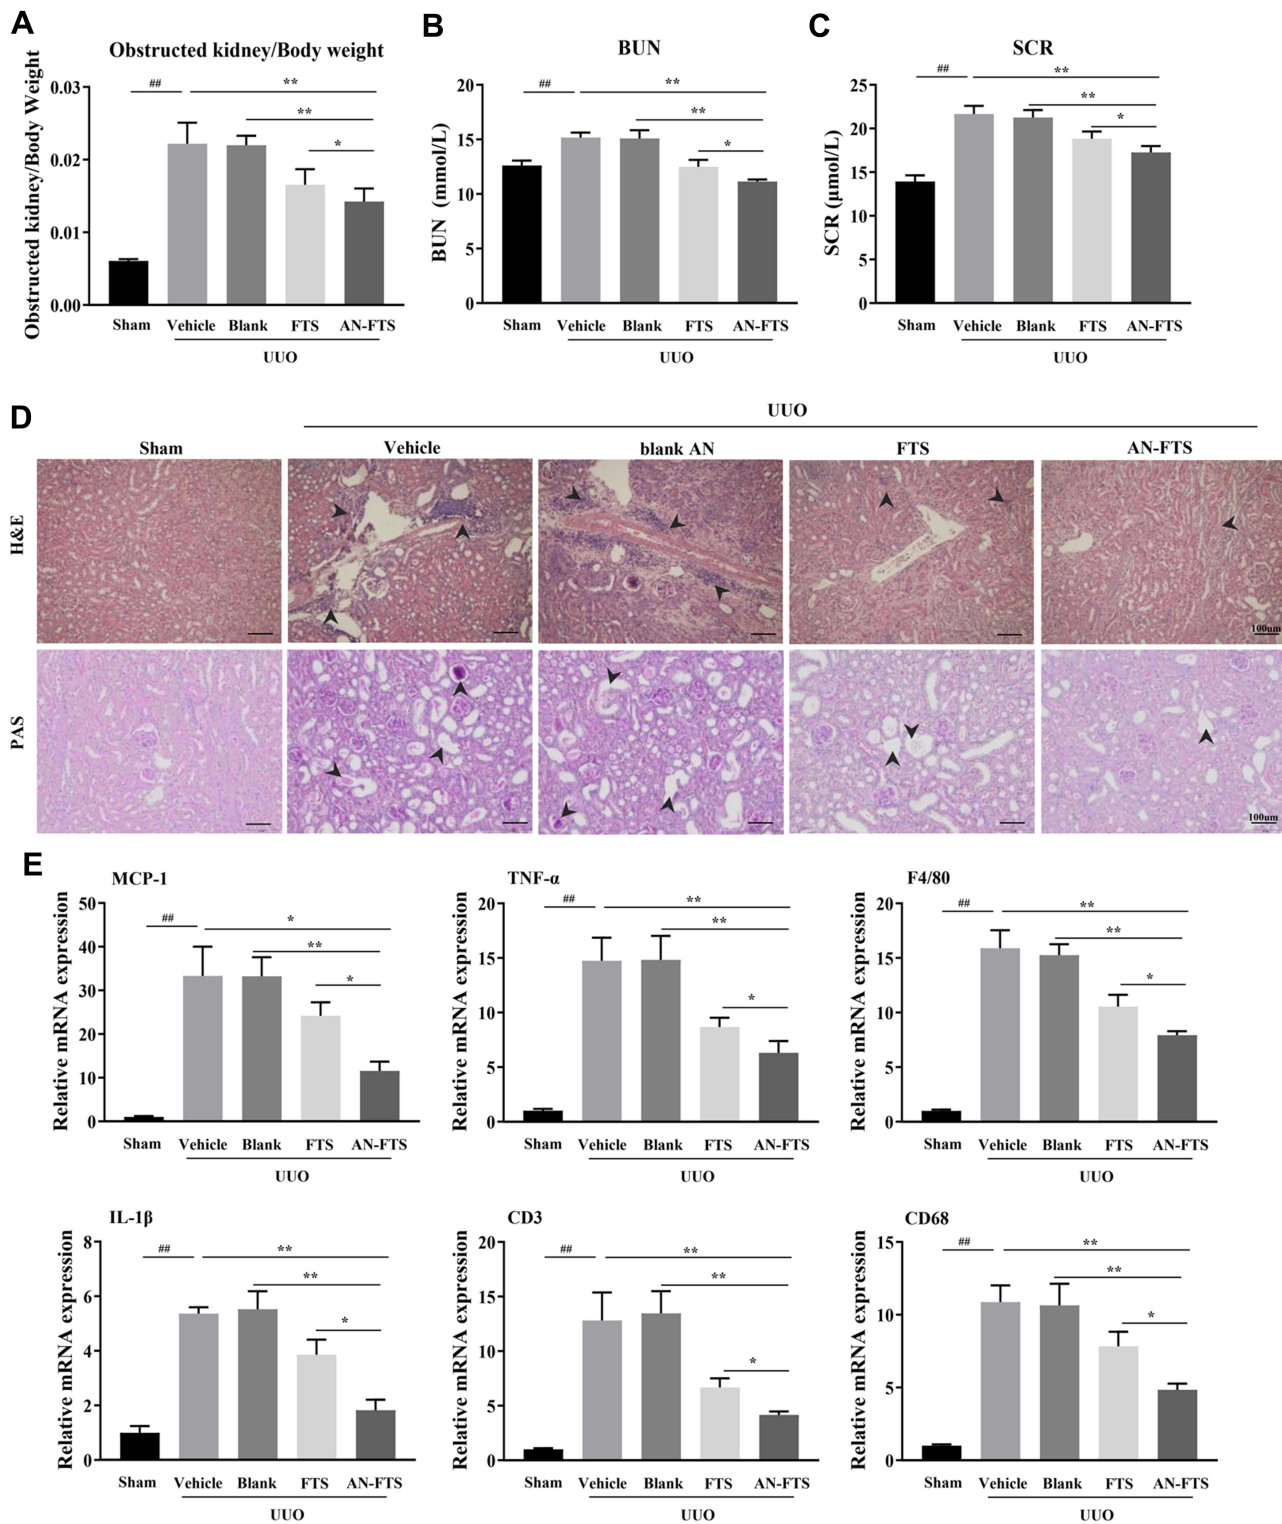 A
Obstructed kidney/Body weight
Obstructed kidney/Body Weight
0.03
0.02
0.01
0.00
##
**
**
*
Sham Vehicle Blank FTS AN-FTS
UUO
B
BUN
BUN (mmol/L)
20
15
10
5
0
##
**
**
*
Sham Vehicle Blank FTS AN-FTS
UUO
C
SCR
SCR (μmol/L)
25
20
15
10
5
0
##
**
**
*
Sham Vehicle Blank FTS AN-FTS
UUO
D
UUO
Sham Vehicle blank AN FTS AN-FTS
H&E
100um
PAS
100um
E
MCP-1
Relative mRNA expression
50
40
30
20
10
0
##
*
**
*
Sham Vehicle Blank FTS AN-FTS
UUO
TNF-α
Relative mRNA expression
20
15
10
5
0
##
**
**
*
Sham Vehicle Blank FTS AN-FTS
UUO
F4/80
Relative mRNA expression
20
15
10
5
0
##
**
**
*
Sham Vehicle Blank FTS AN-FTS
UUO
IL-1β
Relative mRNA expression
8
6
4
2
0
##
**
**
*
Sham Vehicle Blank FTS AN-FTS
UUO
CD3
Relative mRNA expression
20
15
10
5
0
##
**
**
*
Sham Vehicle Blank FTS AN-FTS
UUO
CD68
Relative mRNA expression
15
10
5
0
##
**
**
*
Sham Vehicle Blank FTS AN-FTS
UUO